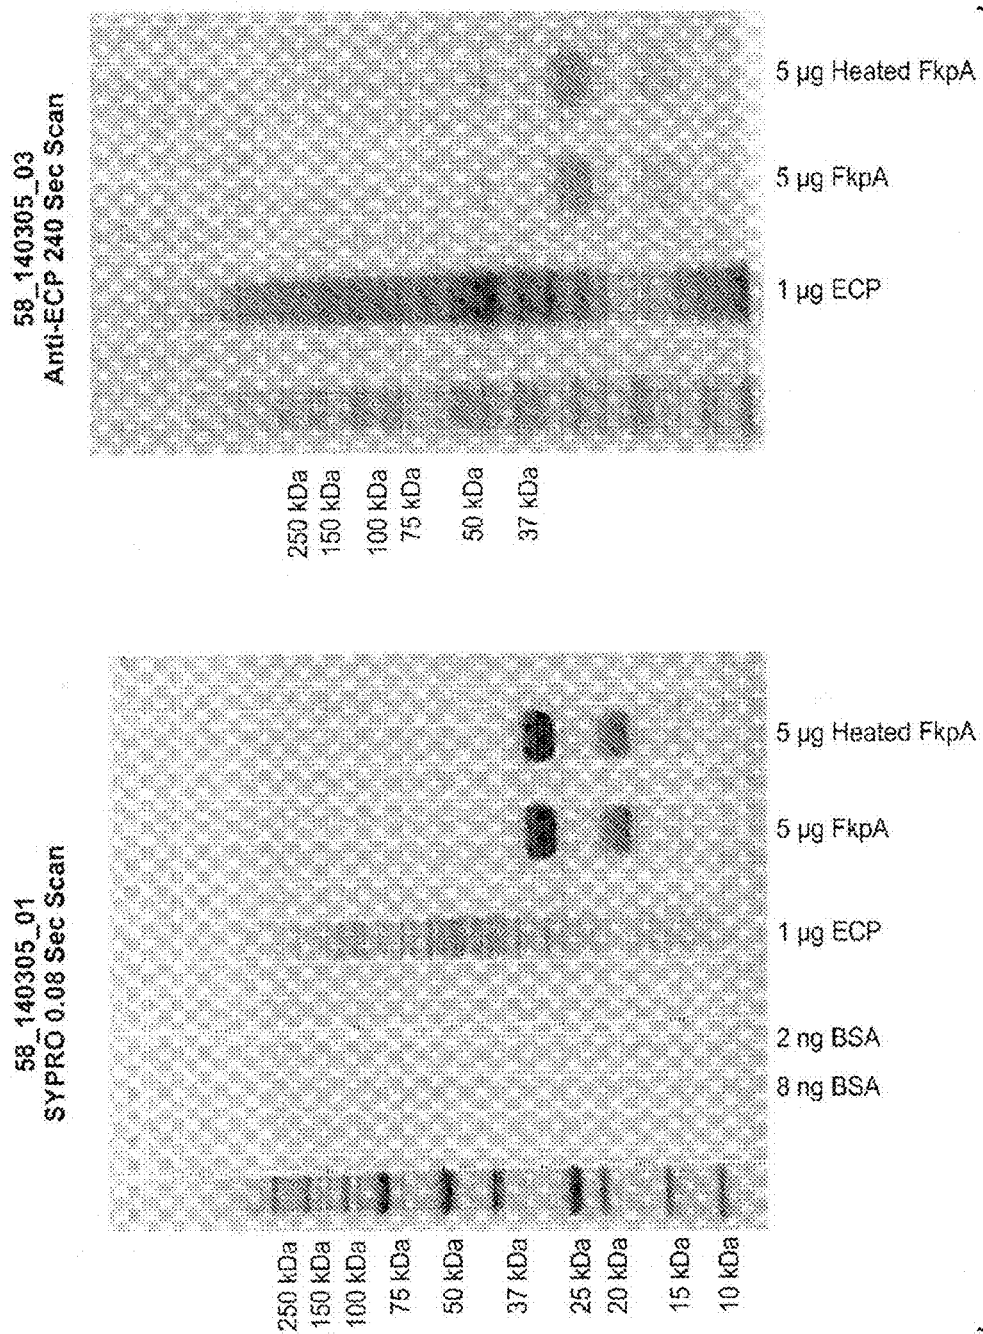 58_140305_03
Anti-ECP 240 Sec Scan
250 kDa
150 kDa
100 kDa
75 kDa
50 kDa
37 kDa
5 µg Heated FkpA
5 µg FkpA
1 µg ECP
58_140305_01
SYPRO 0.08 Sec Scan
250 kDa
150 kDa
100 kDa
75 kDa
50 kDa
37 kDa
25 kDa
20 kDa
15 kDa
10 kDa
5 µg Heated FkpA
5 µg FkpA
1 µg ECP
2 ng BSA
8 ng BSA